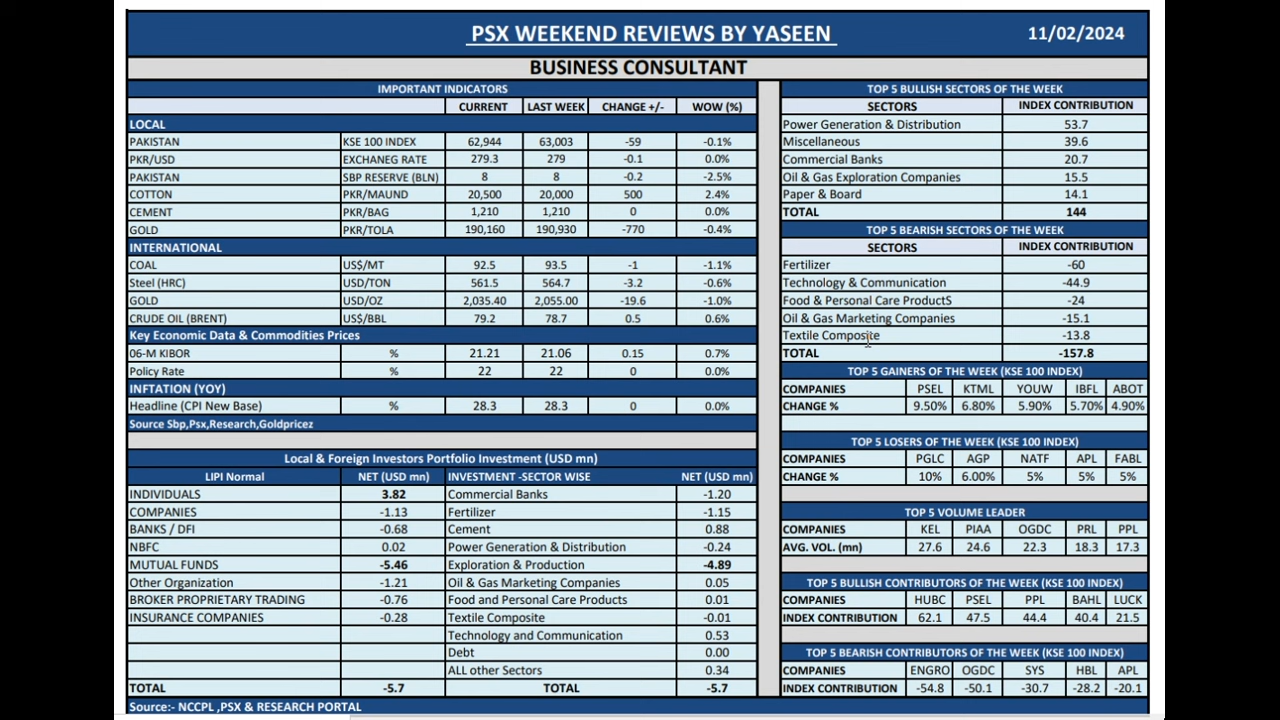 PSX WEEKEND REVIEWS BY YASEEN 11/02/2024
BUSINESS CONSULTANT
IMPORTANT INDICATORS
CURRENT LAST WEEK CHANGE +/- WOW (%)
LOCAL
PAKISTAN KSE 100 INDEX 62,944 63,003 -59 -0.1%
PKR/USD EXCHANEG RATE 279.3 279 -0.1 0.0%
PAKISTAN SBP RESERVE (BLN) 8 8 -0.2 -2.5%
COTTON PKR/MAUND 20,500 20,000 500 2.4%
CEMENT PKR/BAG 1,210 1,210 0 0.0%
GOLD PKR/TOLA 190,160 190,930 -770 -0.4%
INTERNATIONAL
COAL US$/MT 92.5 93.5 -1 -1.1%
Steel (HRC) USD/TON 561.5 564.7 -3.2 -0.6%
GOLD USD/OZ 2,035.40 2,055.00 -19.6 -1.0%
CRUDE OIL (BRENT) US$/BBL 79.2 78.7 0.5 0.6%
Key Economic Data & Commodities Prices
06-M KIBOR % 21.21 21.06 0.15 0.7%
Policy Rate % 22 22 0 0.0%
INFTATION (YOY)
Headline (CPI New Base) % 28.3 28.3 0 0.0%
Source Sbp,Psx,Research,Goldpricez
Local & Foreign Investors Portfolio Investment (USD mn)
LIPI Normal NET (USD mn) INVESTMENT -SECTOR WISE NET (USD mn)
INDIVIDUALS 3.82 Commercial Banks -1.20
COMPANIES -1.13 Fertilizer -1.15
BANKS / DFI -0.68 Cement 0.88
NBFC 0.02 Power Generation & Distribution -0.24
MUTUAL FUNDS -5.46 Exploration & Production -4.89
Other Organization -1.21 Oil & Gas Marketing Companies 0.05
BROKER PROPRIETARY TRADING -0.76 Food and Personal Care Products 0.01
INSURANCE COMPANIES -0.28 Textile Composite -0.01
Technology and Communication 0.53
Debt 0.00
ALL other Sectors 0.34
TOTAL -5.7 TOTAL -5.7
Source:- NCCPL ,PSX & RESEARCH PORTAL
TOP 5 BULLISH SECTORS OF THE WEEK
SECTORS INDEX CONTRIBUTION
Power Generation & Distribution 53.7
Miscellaneous 39.6
Commercial Banks 20.7
Oil & Gas Exploration Companies 15.5
Paper & Board 14.1
TOTAL 144
TOP 5 BEARISH SECTORS OF THE WEEK
SECTORS INDEX CONTRIBUTION
Fertilizer -60
Technology & Communication -44.9
Food & Personal Care ProductS -24
Oil & Gas Marketing Companies -15.1
Textile Composite -13.8
TOTAL -157.8
TOP 5 GAINERS OF THE WEEK (KSE 100 INDEX)
COMPANIES PSEL KTML YOUW IBFL ABOT
CHANGE % 9.50% 6.80% 5.90% 5.70% 4.90%
TOP 5 LOSERS OF THE WEEK (KSE 100 INDEX)
COMPANIES PGLC AGP NATF APL FABL
CHANGE % 10% 6.00% 5% 5% 5%
TOP 5 VOLUME LEADER
COMPANIES KEL PIAA OGDC PRL PPL
AVG. VOL. (mn) 27.6 24.6 22.3 18.3 17.3
TOP 5 BULLISH CONTRIBUTORS OF THE WEEK (KSE 100 INDEX)
COMPANIES HUBC PSEL PPL BAHL LUCK
INDEX CONTRIBUTION 62.1 47.5 44.4 40.4 21.5
TOP 5 BEARISH CONTRIBUTORS OF THE WEEK (KSE 100 INDEX)
COMPANIES ENGRO OGDC SYS HBL APL
INDEX CONTRIBUTION -54.8 -50.1 -30.7 -28.2 -20.1